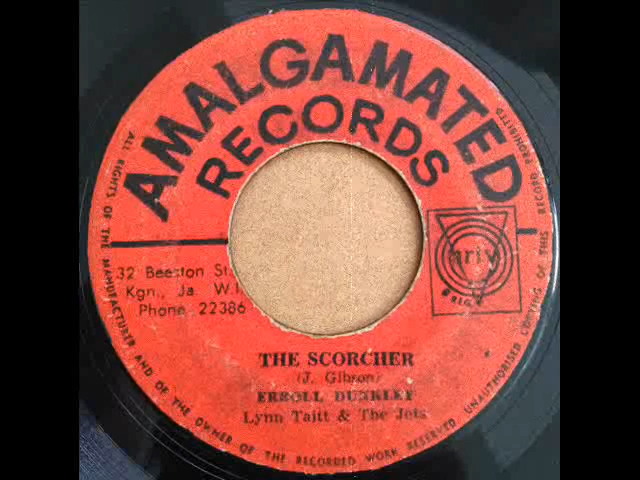 AMALGAMATED
RECORDS
32 Beeston St.
Kgn., Ja. W.I.
Phone 22386
THE SCORCHER
(J. Gibson)
ERROLL DUNKLEY
Lynn Taitt & The Jets
ALL RIGHTS OF THE MANUFACTURER AND OF THE OWNER OF THE RECORDED WORK RESERVED UNAUTHORISED COPYING OF THIS RECORD PROHIBITED